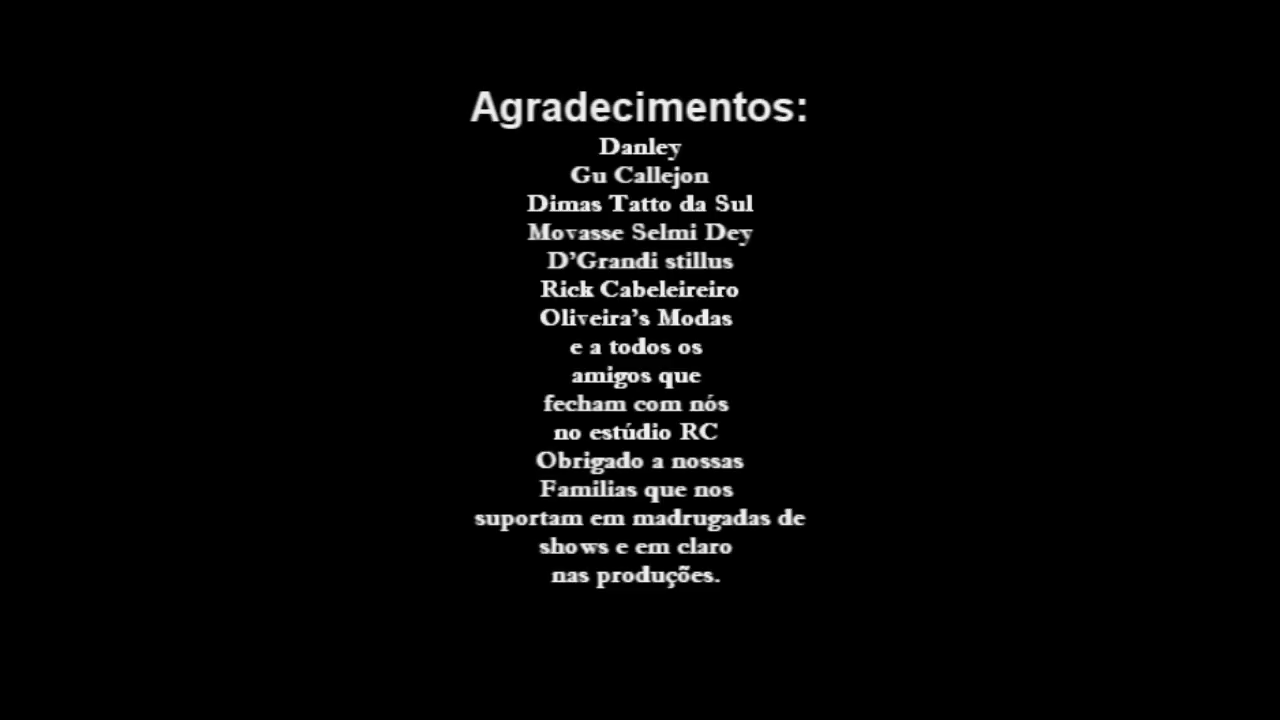 Agradecimentos:
Danley
Gu Callejon
Dimas Tatto da Sul
Movasse Selmi Dey
D’Grandi stillus
Rick Cabeleireiro
Oliveira’s Modas
e a todos os
amigos que
fecham com nós
no estúdio RC
Obrigado a nossas
Familias que nos
suportam em madrugadas de
shows e em claro
nas produções.